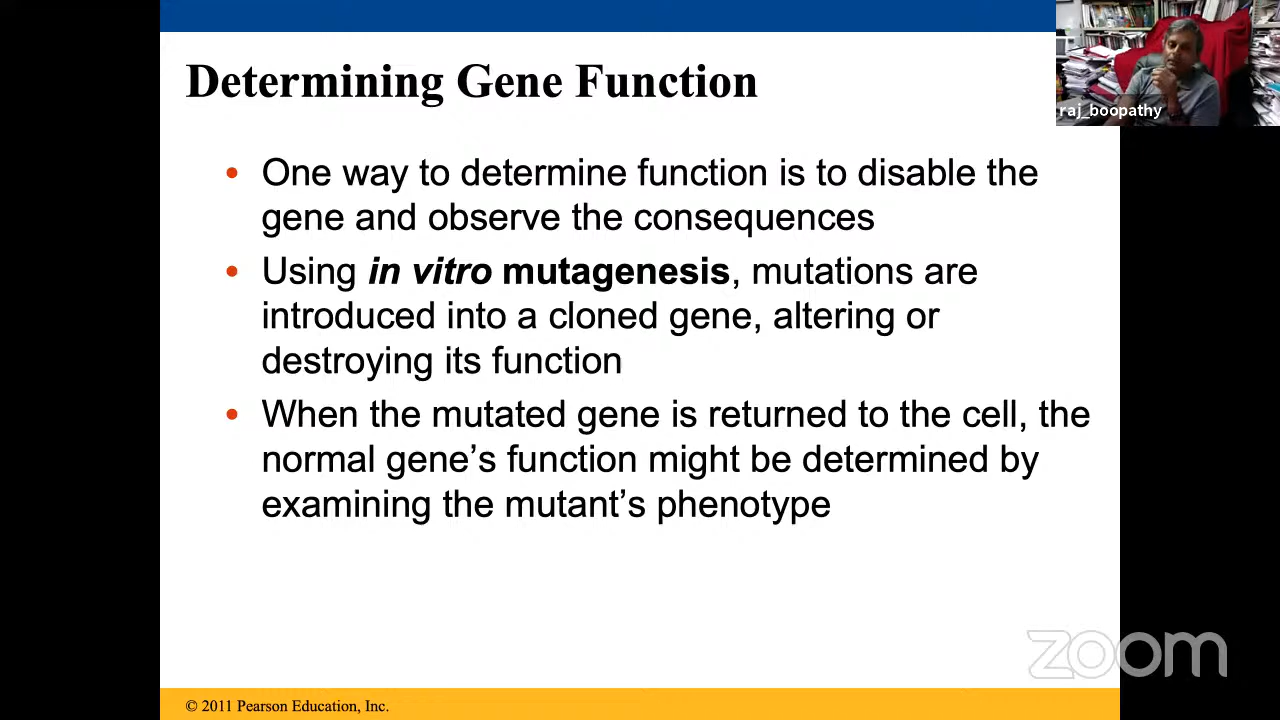 Determining Gene Function
raj_boopathy
• One way to determine function is to disable the
gene and observe the consequences
• Using in vitro mutagenesis, mutations are
introduced into a cloned gene, altering or
destroying its function
• When the mutated gene is returned to the cell, the
normal gene’s function might be determined by
examining the mutant’s phenotype
zoom
© 2011 Pearson Education, Inc.